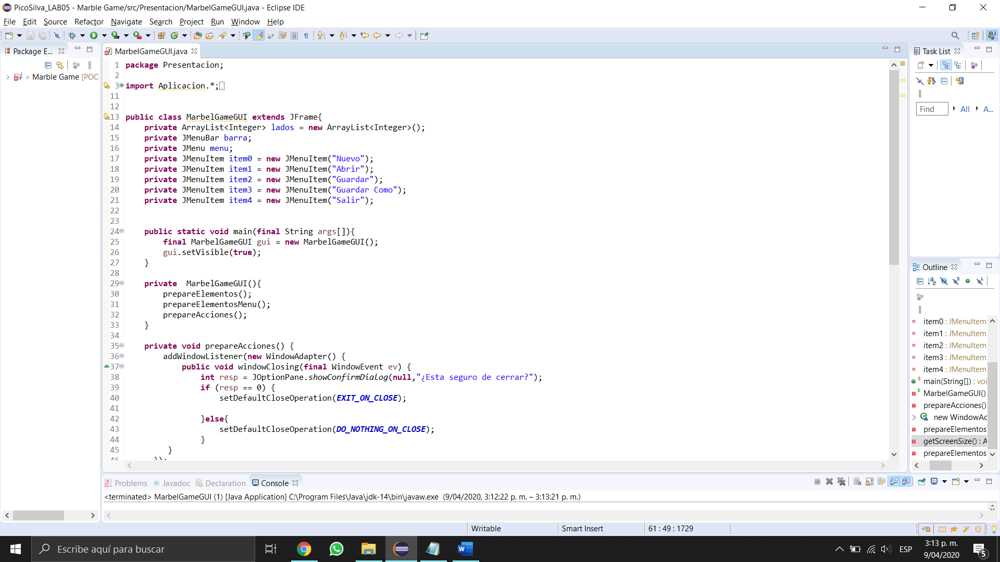 PicoSilva_LAB05 - Marble Game/src/Presentacion/MarbelGameGUI.java - Eclipse IDE
File Edit Source Refactor Navigate Search Project Run Window Help
Package E...
> Marble Game [POC
MarbelGameGUI.java
1 package Presentacion;
2
3 import Aplicacion.*;
11
12
13 public class MarbelGameGUI extends JFrame{
14 private ArrayList<Integer> lados = new ArrayList<Integer>();
15 private JMenuBar barra;
16 private JMenu menu;
17 private JMenuItem item0 = new JMenuItem("Nuevo");
18 private JMenuItem item1 = new JMenuItem("Abrir");
19 private JMenuItem item2 = new JMenuItem("Guardar");
20 private JMenuItem item3 = new JMenuItem("Guardar Como");
21 private JMenuItem item4 = new JMenuItem("Salir");
22
23
24 public static void main(final String args[]){
25 final MarbelGameGUI gui = new MarbelGameGUI();
26 gui.setVisible(true);
27 }
28
29 private  MarbelGameGUI(){
30 prepareElementos();
31 prepareElementosMenu();
32 prepareAcciones();
33 }
34
35 private void prepareAcciones() {
36 addWindowListener(new WindowAdapter() {
37 public void windowClosing(final WindowEvent ev) {
38 int resp = JOptionPane.showConfirmDialog(null,"¿Esta seguro de cerrar?");
39 if (resp == 0) {
40 setDefaultCloseOperation(EXIT_ON_CLOSE);
41
42 }else{
43 setDefaultCloseOperation(DO_NOTHING_ON_CLOSE);
44 }
45 }
46 });
Task List
Find All A...
Outline
item0 : JMenuItem
item1 : JMenuItem
item2 : JMenuItem
item3 : JMenuItem
item4 : JMenuItem
main(String[]) : voi
MarbelGameGUI()
prepareAcciones()
new WindowAc
prepareElementos
getScreenSize() : A
prepareElementos
Problems Javadoc Declaration Console
<terminated> MarbelGameGUI (1) [Java Application] C:\Program Files\Java\jdk-14\bin\javaw.exe (9/04/2020, 3:12:22 p. m. – 3:13:21 p. m.)
Writable Smart Insert 61 : 49 : 1729
Escribe aquí para buscar
ESP
3:13 p. m.
9/04/2020
5